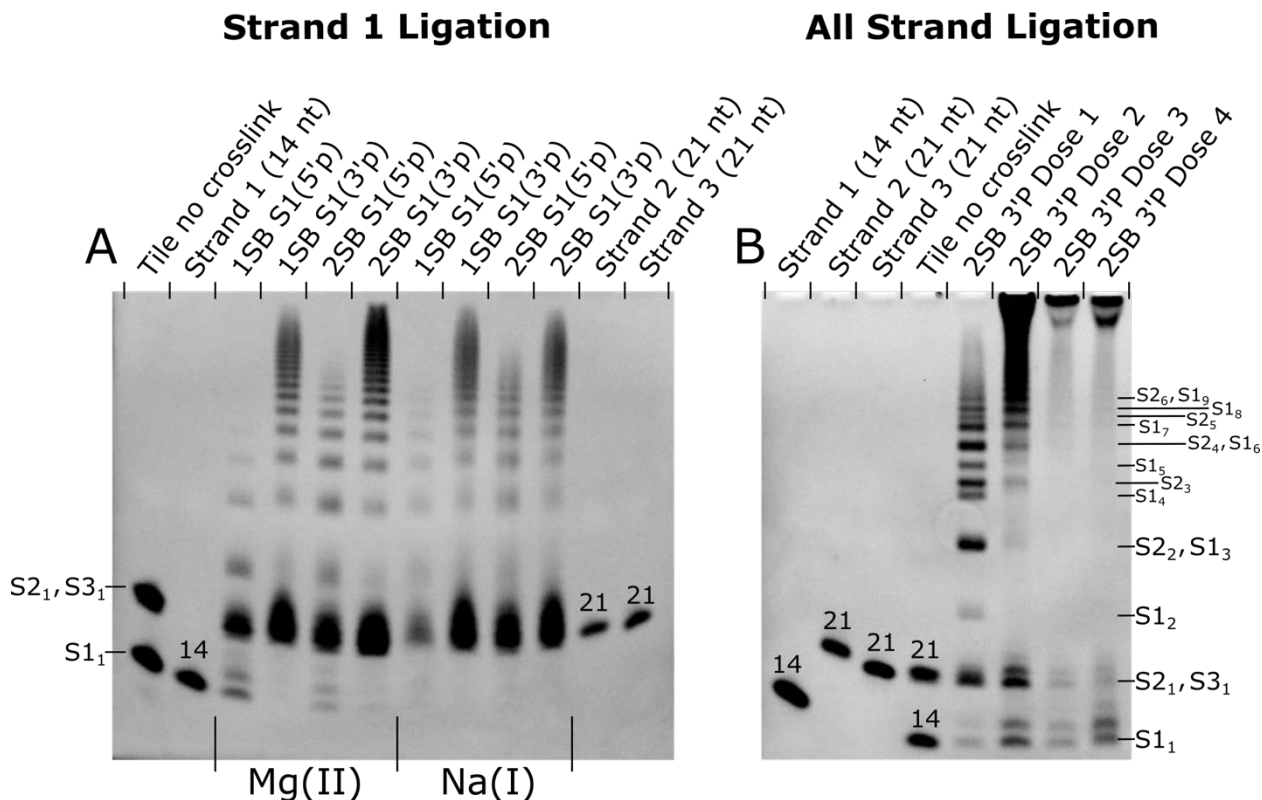 Strand 1 Ligation
All Strand Ligation
A
Tile no crosslink
Strand 1 (14 nt)
1SB S1(5'p)
1SB S1(3'p)
2SB S1(5'p)
2SB S1(3'p)
1SB S1(5'p)
1SB S1(3'p)
2SB S1(5'p)
2SB S1(3'p)
Strand 2 (21 nt)
Strand 3 (21 nt)
S2₁,S3₁
S1₁
14
21
21
Mg(II)
Na(I)
B
Strand 1 (14 nt)
Strand 2 (21 nt)
Strand 3 (21 nt)
Tile no crosslink
2SB 3'P Dose 1
2SB 3'P Dose 2
2SB 3'P Dose 3
2SB 3'P Dose 4
14
21
21
21
14
S2₆,S1₉
S1₈
S2₅
S1₇
S2₄,S1₆
S1₅
S2₃
S1₄
S2₂,S1₃
S1₂
S2₁,S3₁
S1₁